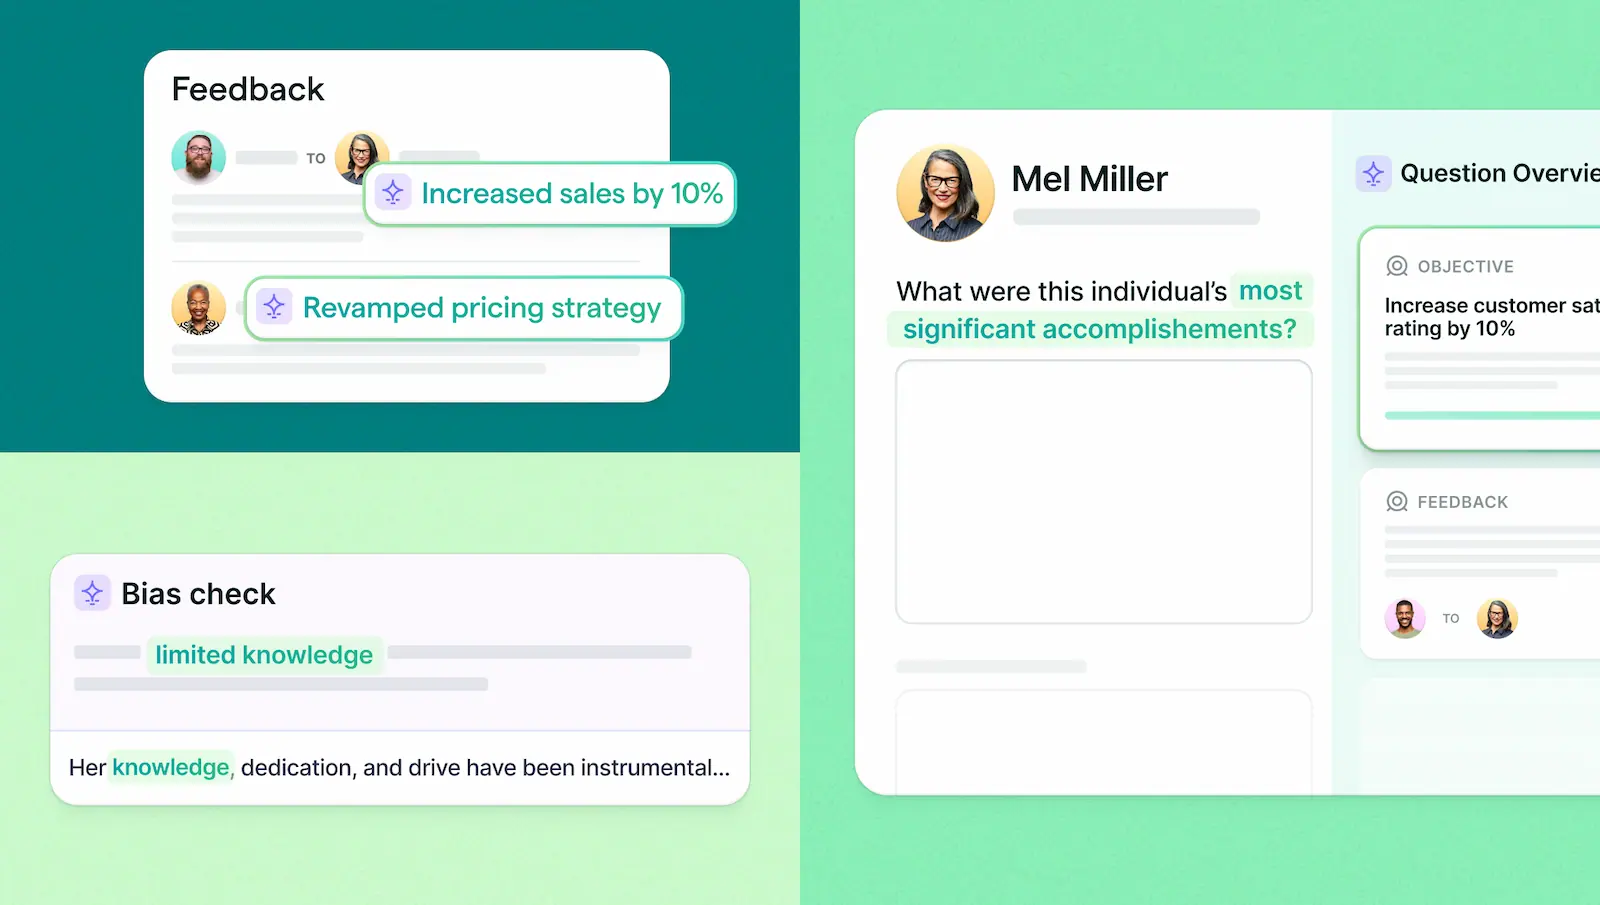 Feedback
TO
Increased sales by 10%
Revamped pricing strategy
Bias check
limited knowledge
Her knowledge, dedication, and drive have been instrumental...
Mel Miller
What were this individual's most
significant accomplishements?
Question Overvie
OBJECTIVE
Increase customer sat
rating by 10%
FEEDBACK
TO